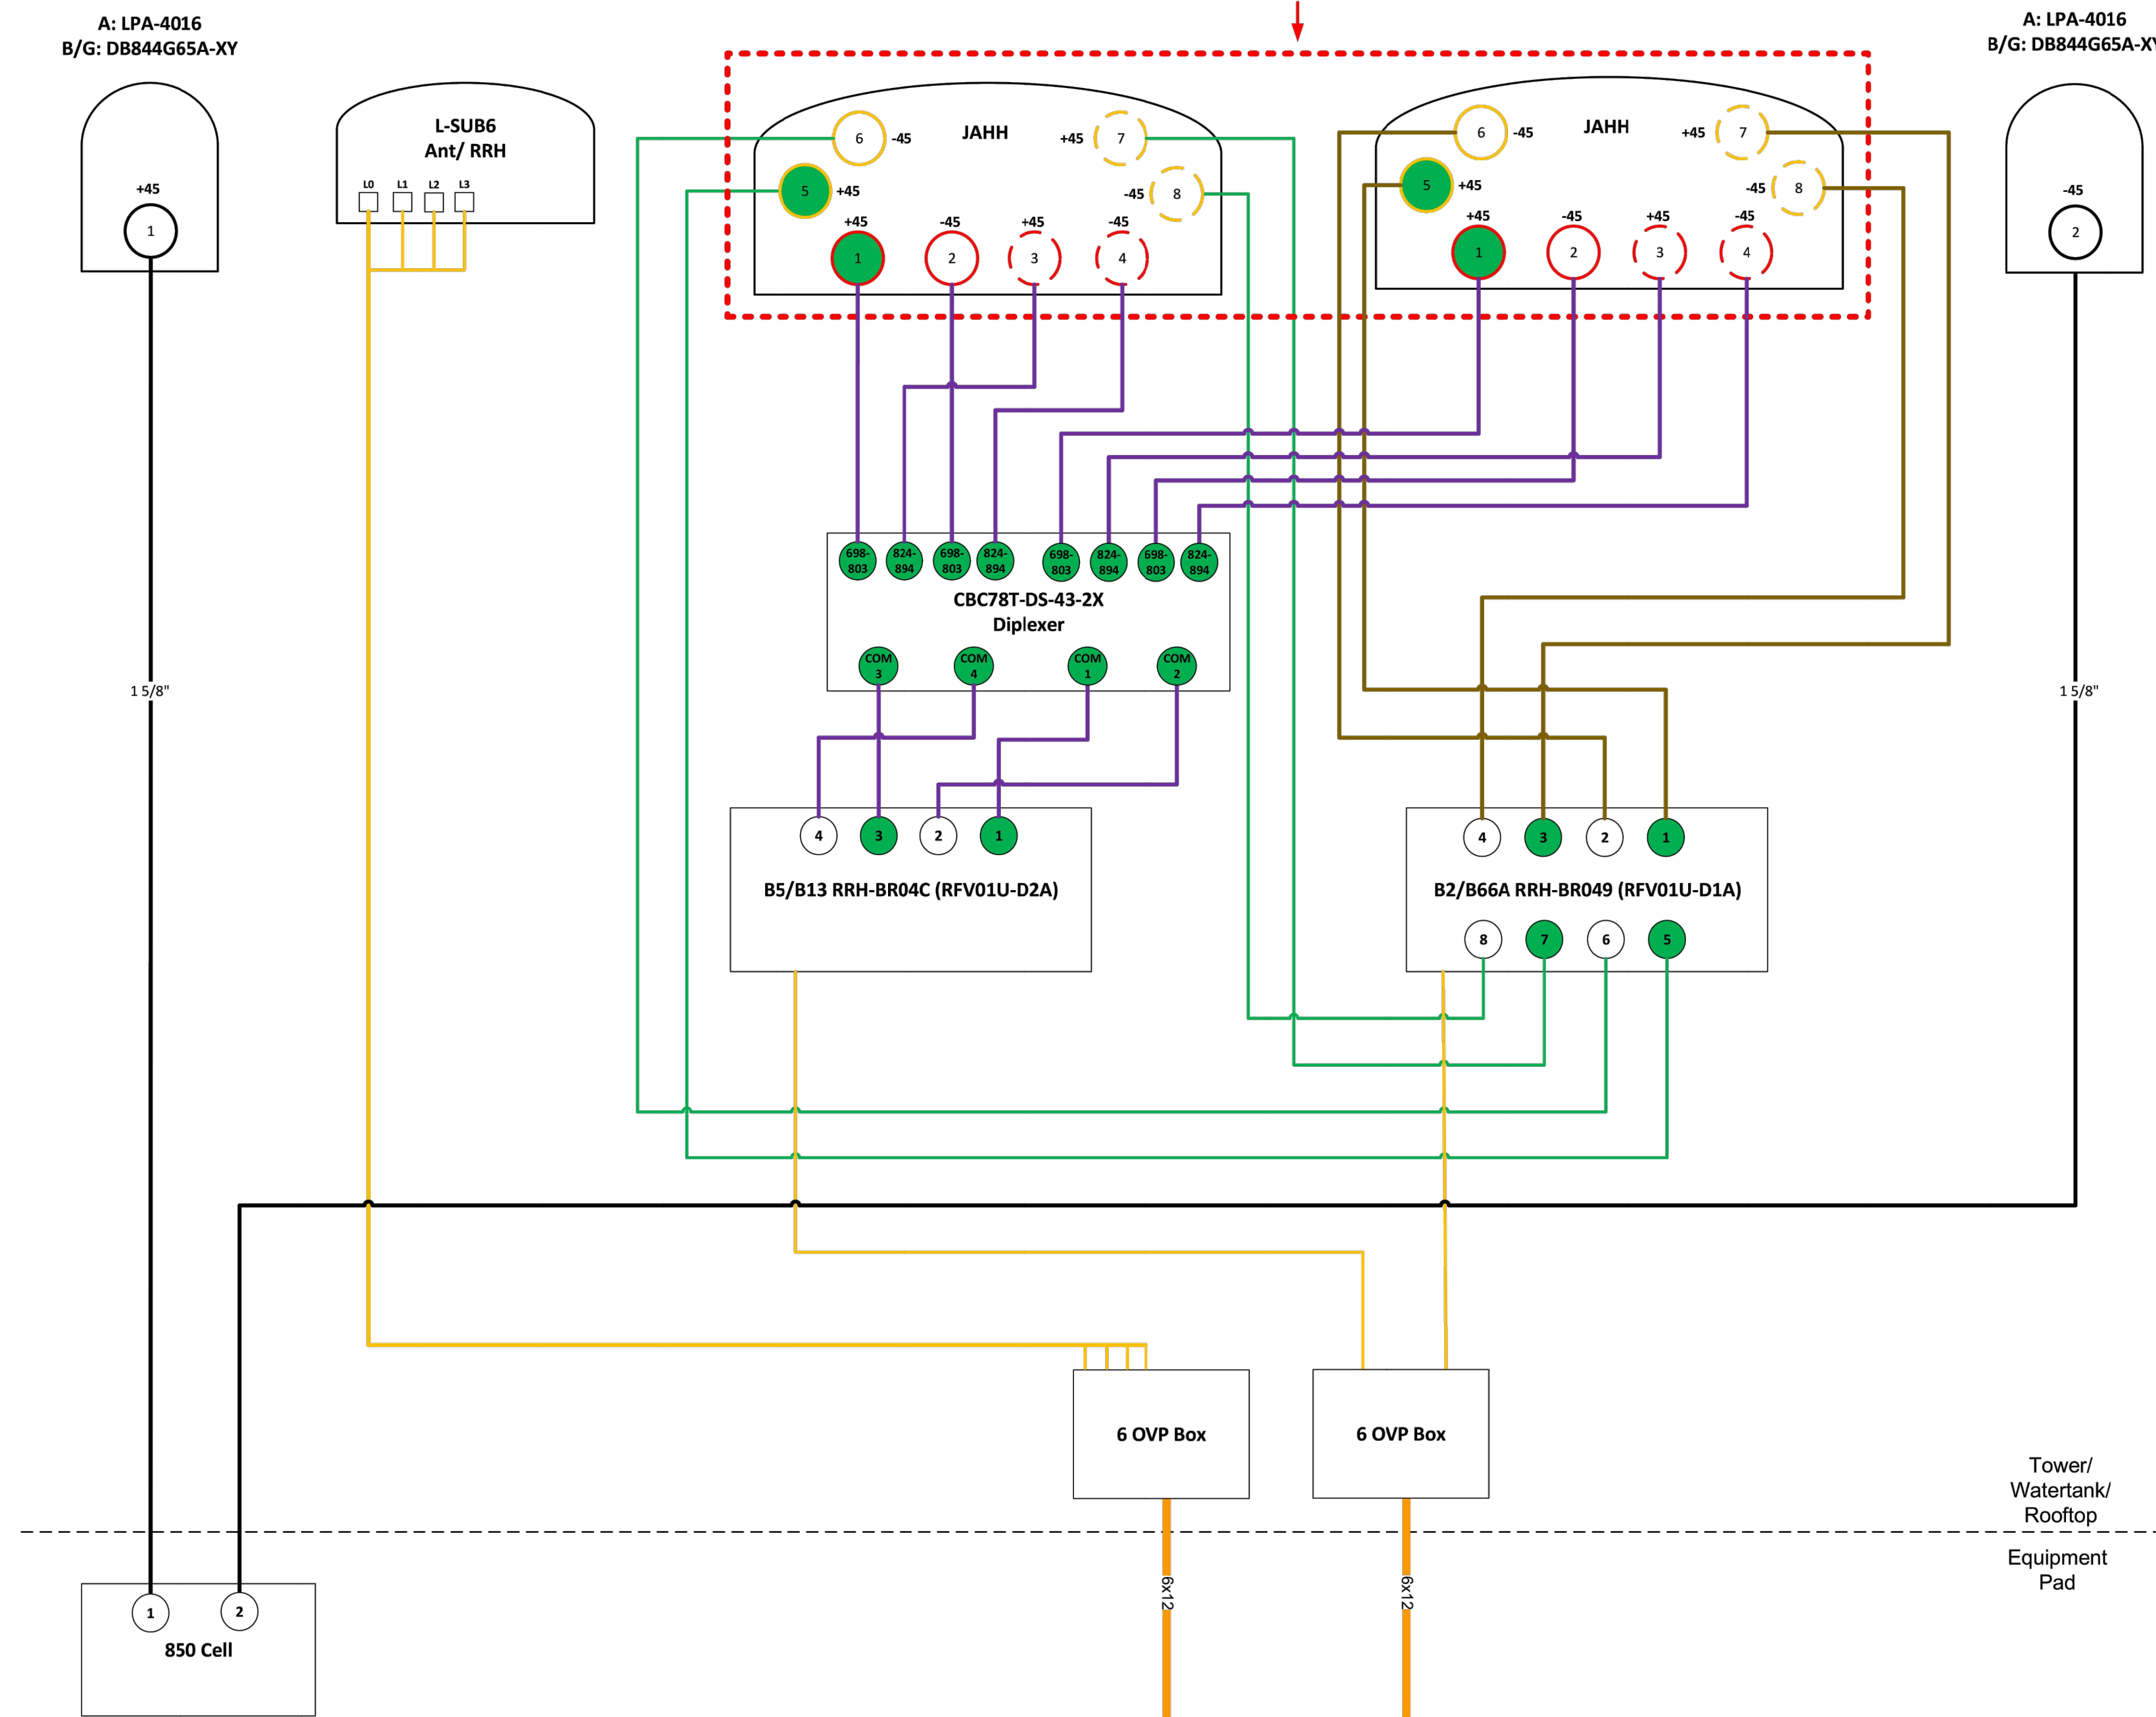 A: LPA-4016
B/G: DB844G65A-XY
A: LPA-4016
B/G: DB844G65A-XY
L-SUB6
Ant/ RRH
L0
L1
L2
L3
+45
1
JAHH
6
-45
+45
7
5
+45
-45
8
+45
-45
+45
-45
1
2
3
4
JAHH
6
-45
+45
7
5
+45
-45
8
+45
-45
+45
-45
1
2
3
4
-45
2
698-
803
824-
894
698-
803
824-
894
698-
803
824-
894
698-
803
824-
894
CBC78T-DS-43-2X
Diplexer
COM
3
COM
4
COM
1
COM
2
1 5/8"
1 5/8"
4
3
2
1
B5/B13 RRH-BR04C (RFV01U-D2A)
4
3
2
1
B2/B66A RRH-BR049 (RFV01U-D1A)
8
7
6
5
6 OVP Box
6 OVP Box
Tower/
Watertank/
Rooftop
Equipment
Pad
6x12
6x12
1
2
850 Cell